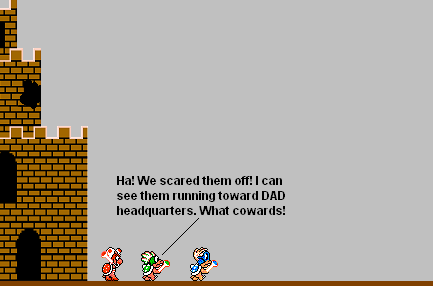 Ha! We scared them off! I can
see them running toward DAD
headquarters. What cowards!